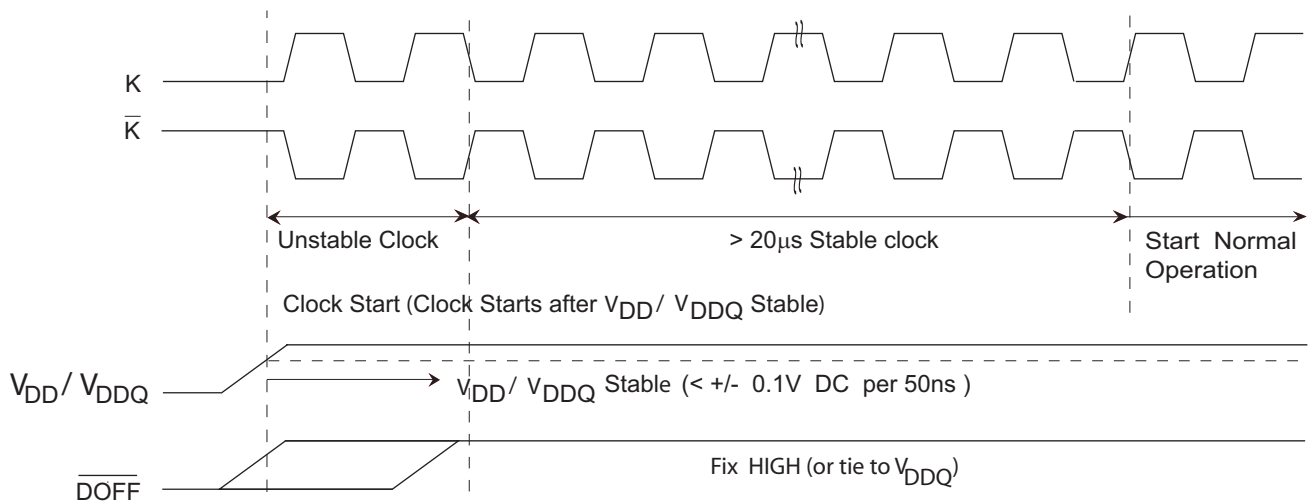 K
K̅
Unstable Clock
> 20μs Stable clock
Start Normal
Operation
Clock Start (Clock Starts after VDD/ VDDQ Stable)
VDD/ VDDQ
VDD/ VDDQ Stable (< +/- 0.1V DC per 50ns )
DOFF
Fix HIGH (or tie to VDDQ)